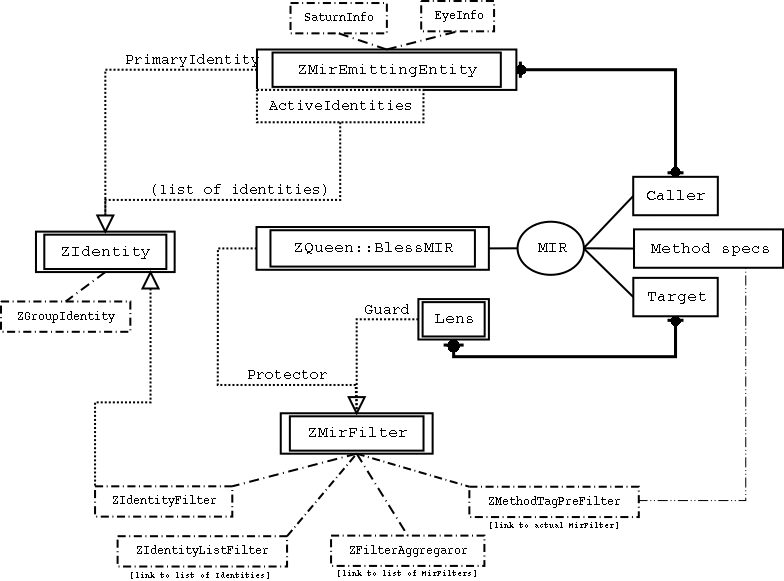 SaturnInfo
EyeInfo
PrimaryIdentity
ZMirEmittingEntity
ActiveIdentities
(list of identities)
Caller
ZIdentity
ZQueen::BlessMIR
MIR
Method specs
Target
ZGroupIdentity
Guard
Lens
Protector
ZMirFilter
ZIdentityFilter
ZMethodTagPreFilter
[link to actual MirFilter]
ZIdentityListFilter
ZFilterAggregaror
[link to list of Identities]
[link to list of MirFilters]